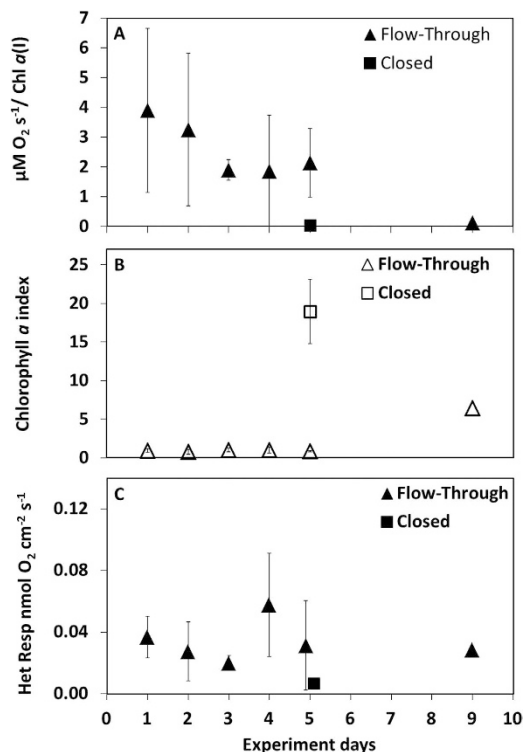 A
Flow-Through
Closed
7
6
5
4
3
2
1
0
µM O₂ s⁻¹/ Chl a(I)
B
Flow-Through
Closed
25
20
15
10
5
0
Chlorophyll a index
C
Flow-Through
Closed
0.12
0.08
0.04
0.00
Het Resp nmol O₂ cm⁻² s⁻¹
0 1 2 3 4 5 6 7 8 9 10
Experiment days